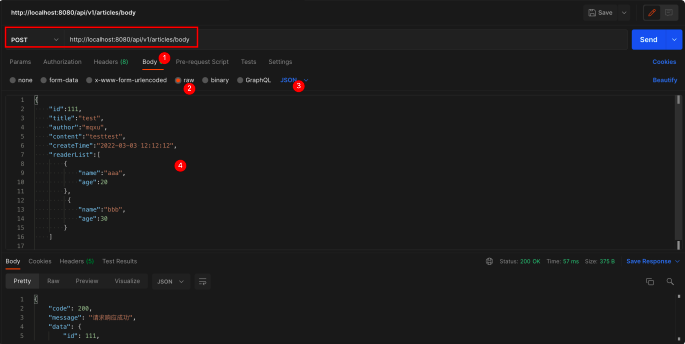 http://localhost:8080/api/v1/articles/body
Save
POST http://localhost:8080/api/v1/articles/body Send
Params Authorization Headers (8) Body Pre-request Script Tests Settings Cookies
1
none form-data x-www-form-urlencoded raw binary GraphQL JSON Beautify
2 3
1 {
2 "id":111,
3 "title":"test",
4 "author":"mqxu",
5 "content":"testtest",
6 "createTime":"2022-03-03 12:12:12",
7 "readerList":[
8 { 4
9 "name":"aaa",
10 "age":20
11 },
12 {
13 "name":"bbb",
14 "age":30
15 }
16 ]
17
Body Cookies Headers (5) Test Results Status: 200 OK Time: 57 ms Size: 375 B Save Response
Pretty Raw Preview Visualize JSON
1 {
2 "code": 200,
3 "message": "请求响应成功",
4 "data": {
5 "id": 111,